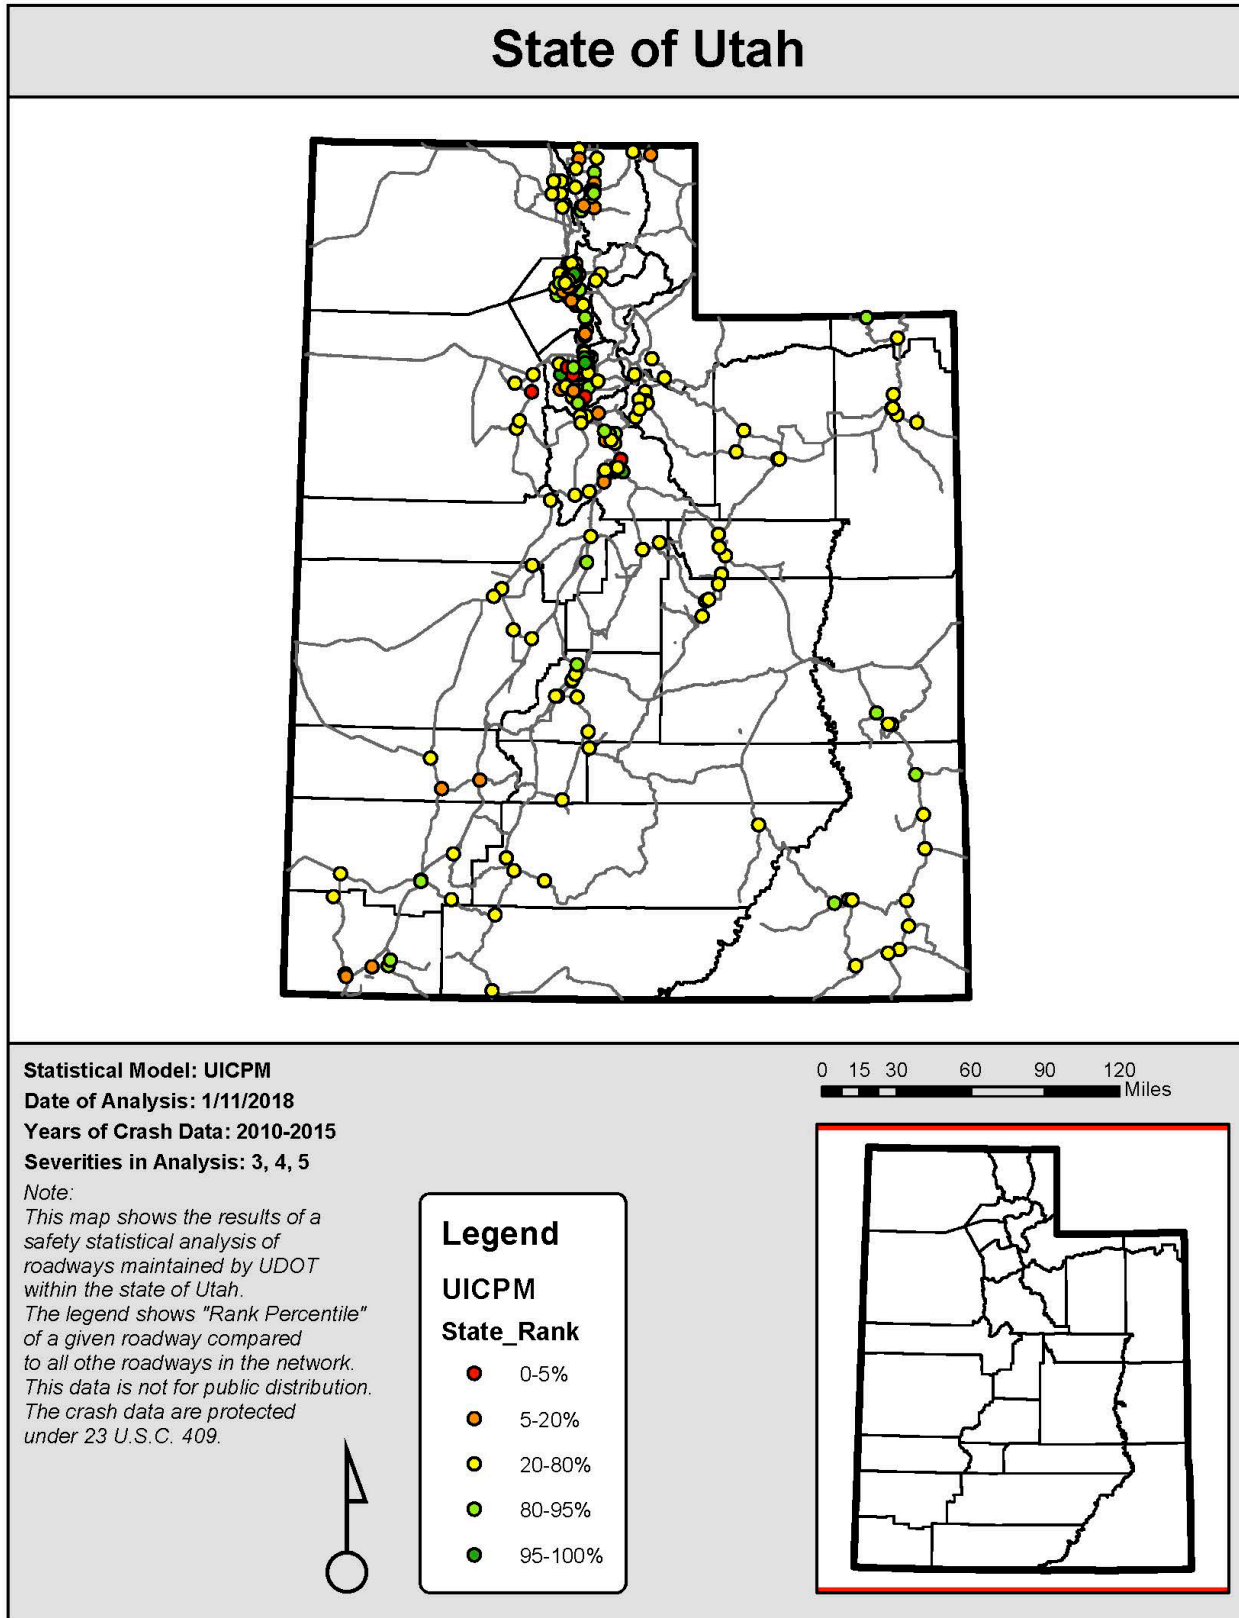 State of Utah
Statistical Model: UICPM
Date of Analysis: 1/11/2018
Years of Crash Data: 2010-2015
Severities in Analysis: 3, 4, 5
Note:
This map shows the results of a
safety statistical analysis of
roadways maintained by UDOT
within the state of Utah.
The legend shows "Rank Percentile"
of a given roadway compared
to all othe roadways in the network.
This data is not for public distribution.
The crash data are protected
under 23 U.S.C. 409.
Legend
UICPM
State_Rank
0-5%
5-20%
20-80%
80-95%
95-100%
0 15 30 60 90 120
Miles